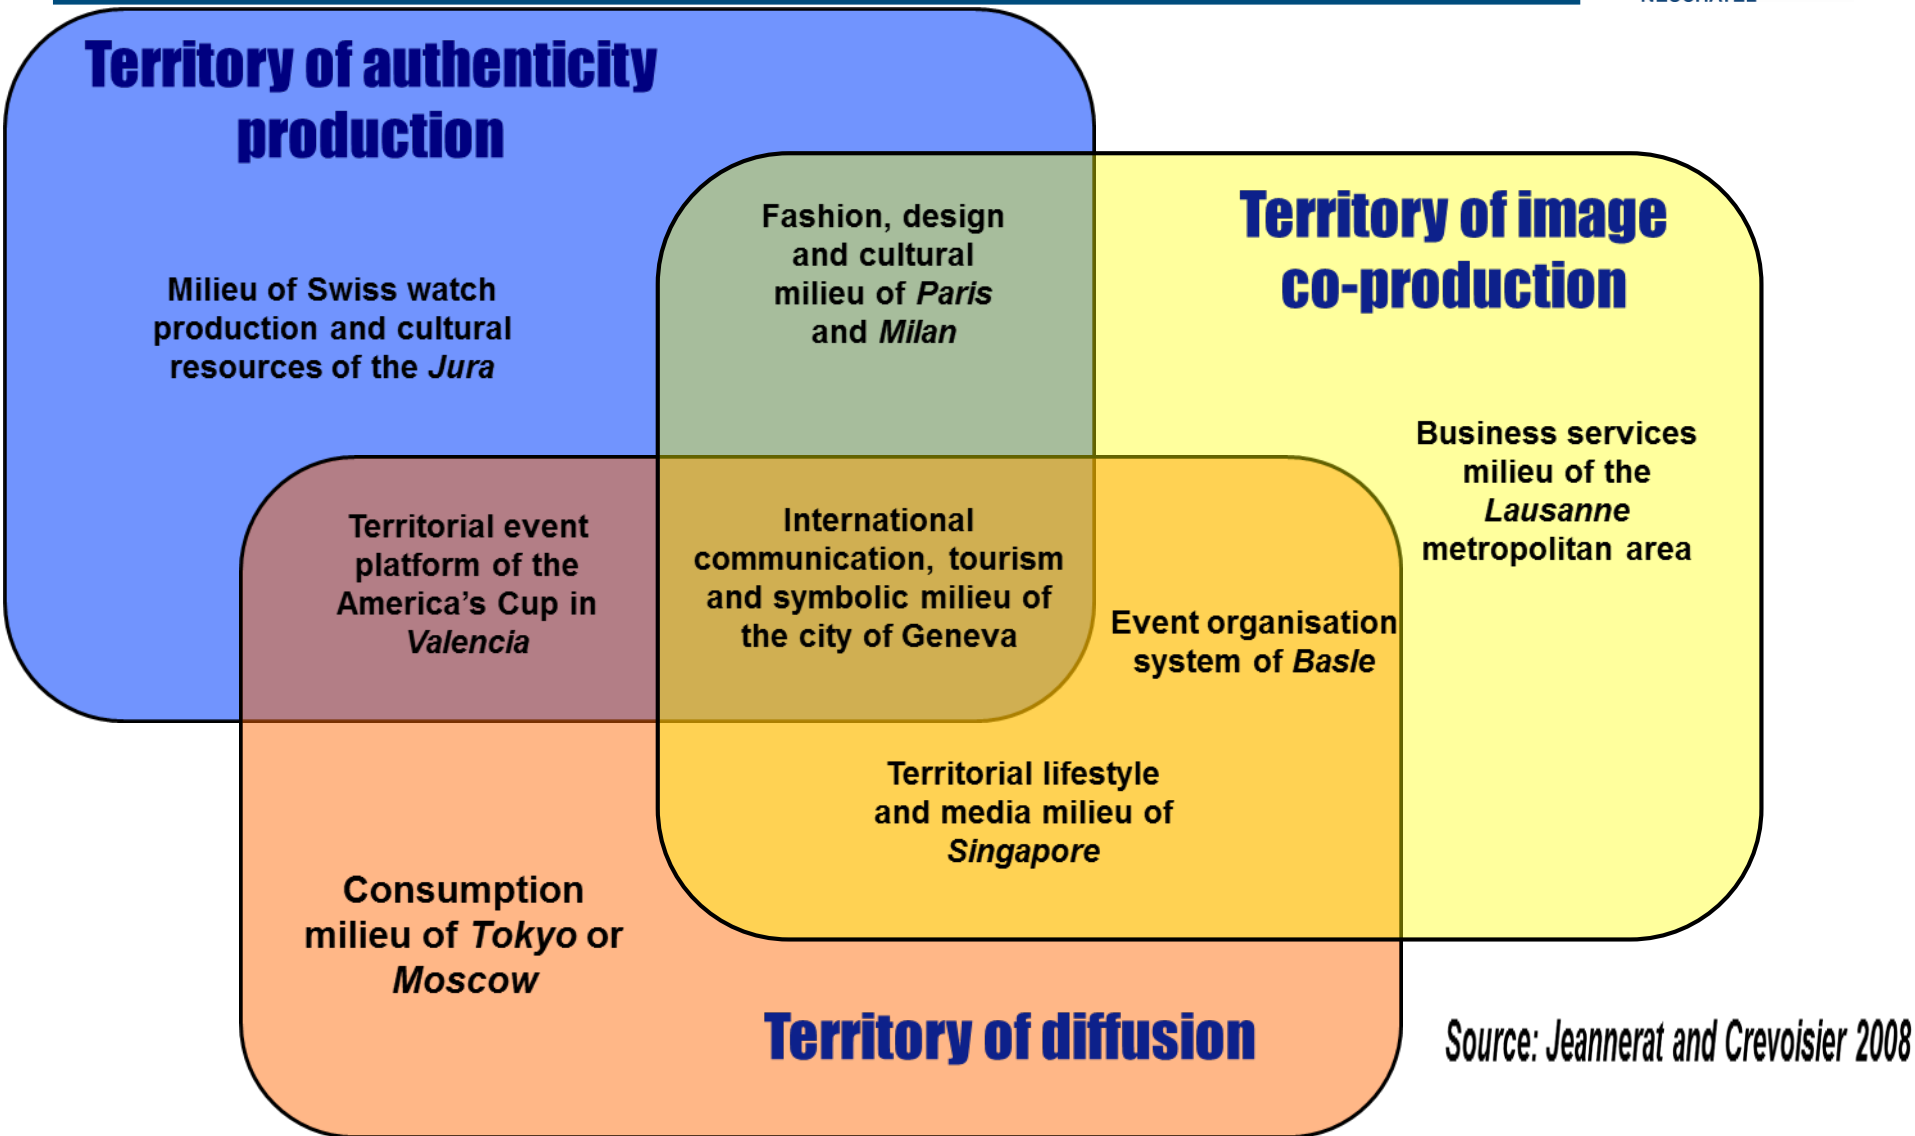 Territory of authenticity
production
Fashion, design
and cultural
milieu of Paris
and Milan
Territory of image
co-production
Milieu of Swiss watch
production and cultural
resources of the Jura
Business services
milieu of the
Lausanne
metropolitan area
Territorial event
platform of the
America’s Cup in
Valencia
International
communication, tourism
and symbolic milieu of
the city of Geneva
Event organisation
system of Basle
Territorial lifestyle
and media milieu of
Singapore
Consumption
milieu of Tokyo or
Moscow
Territory of diffusion
Source: Jeannerat and Crevoisier 2008